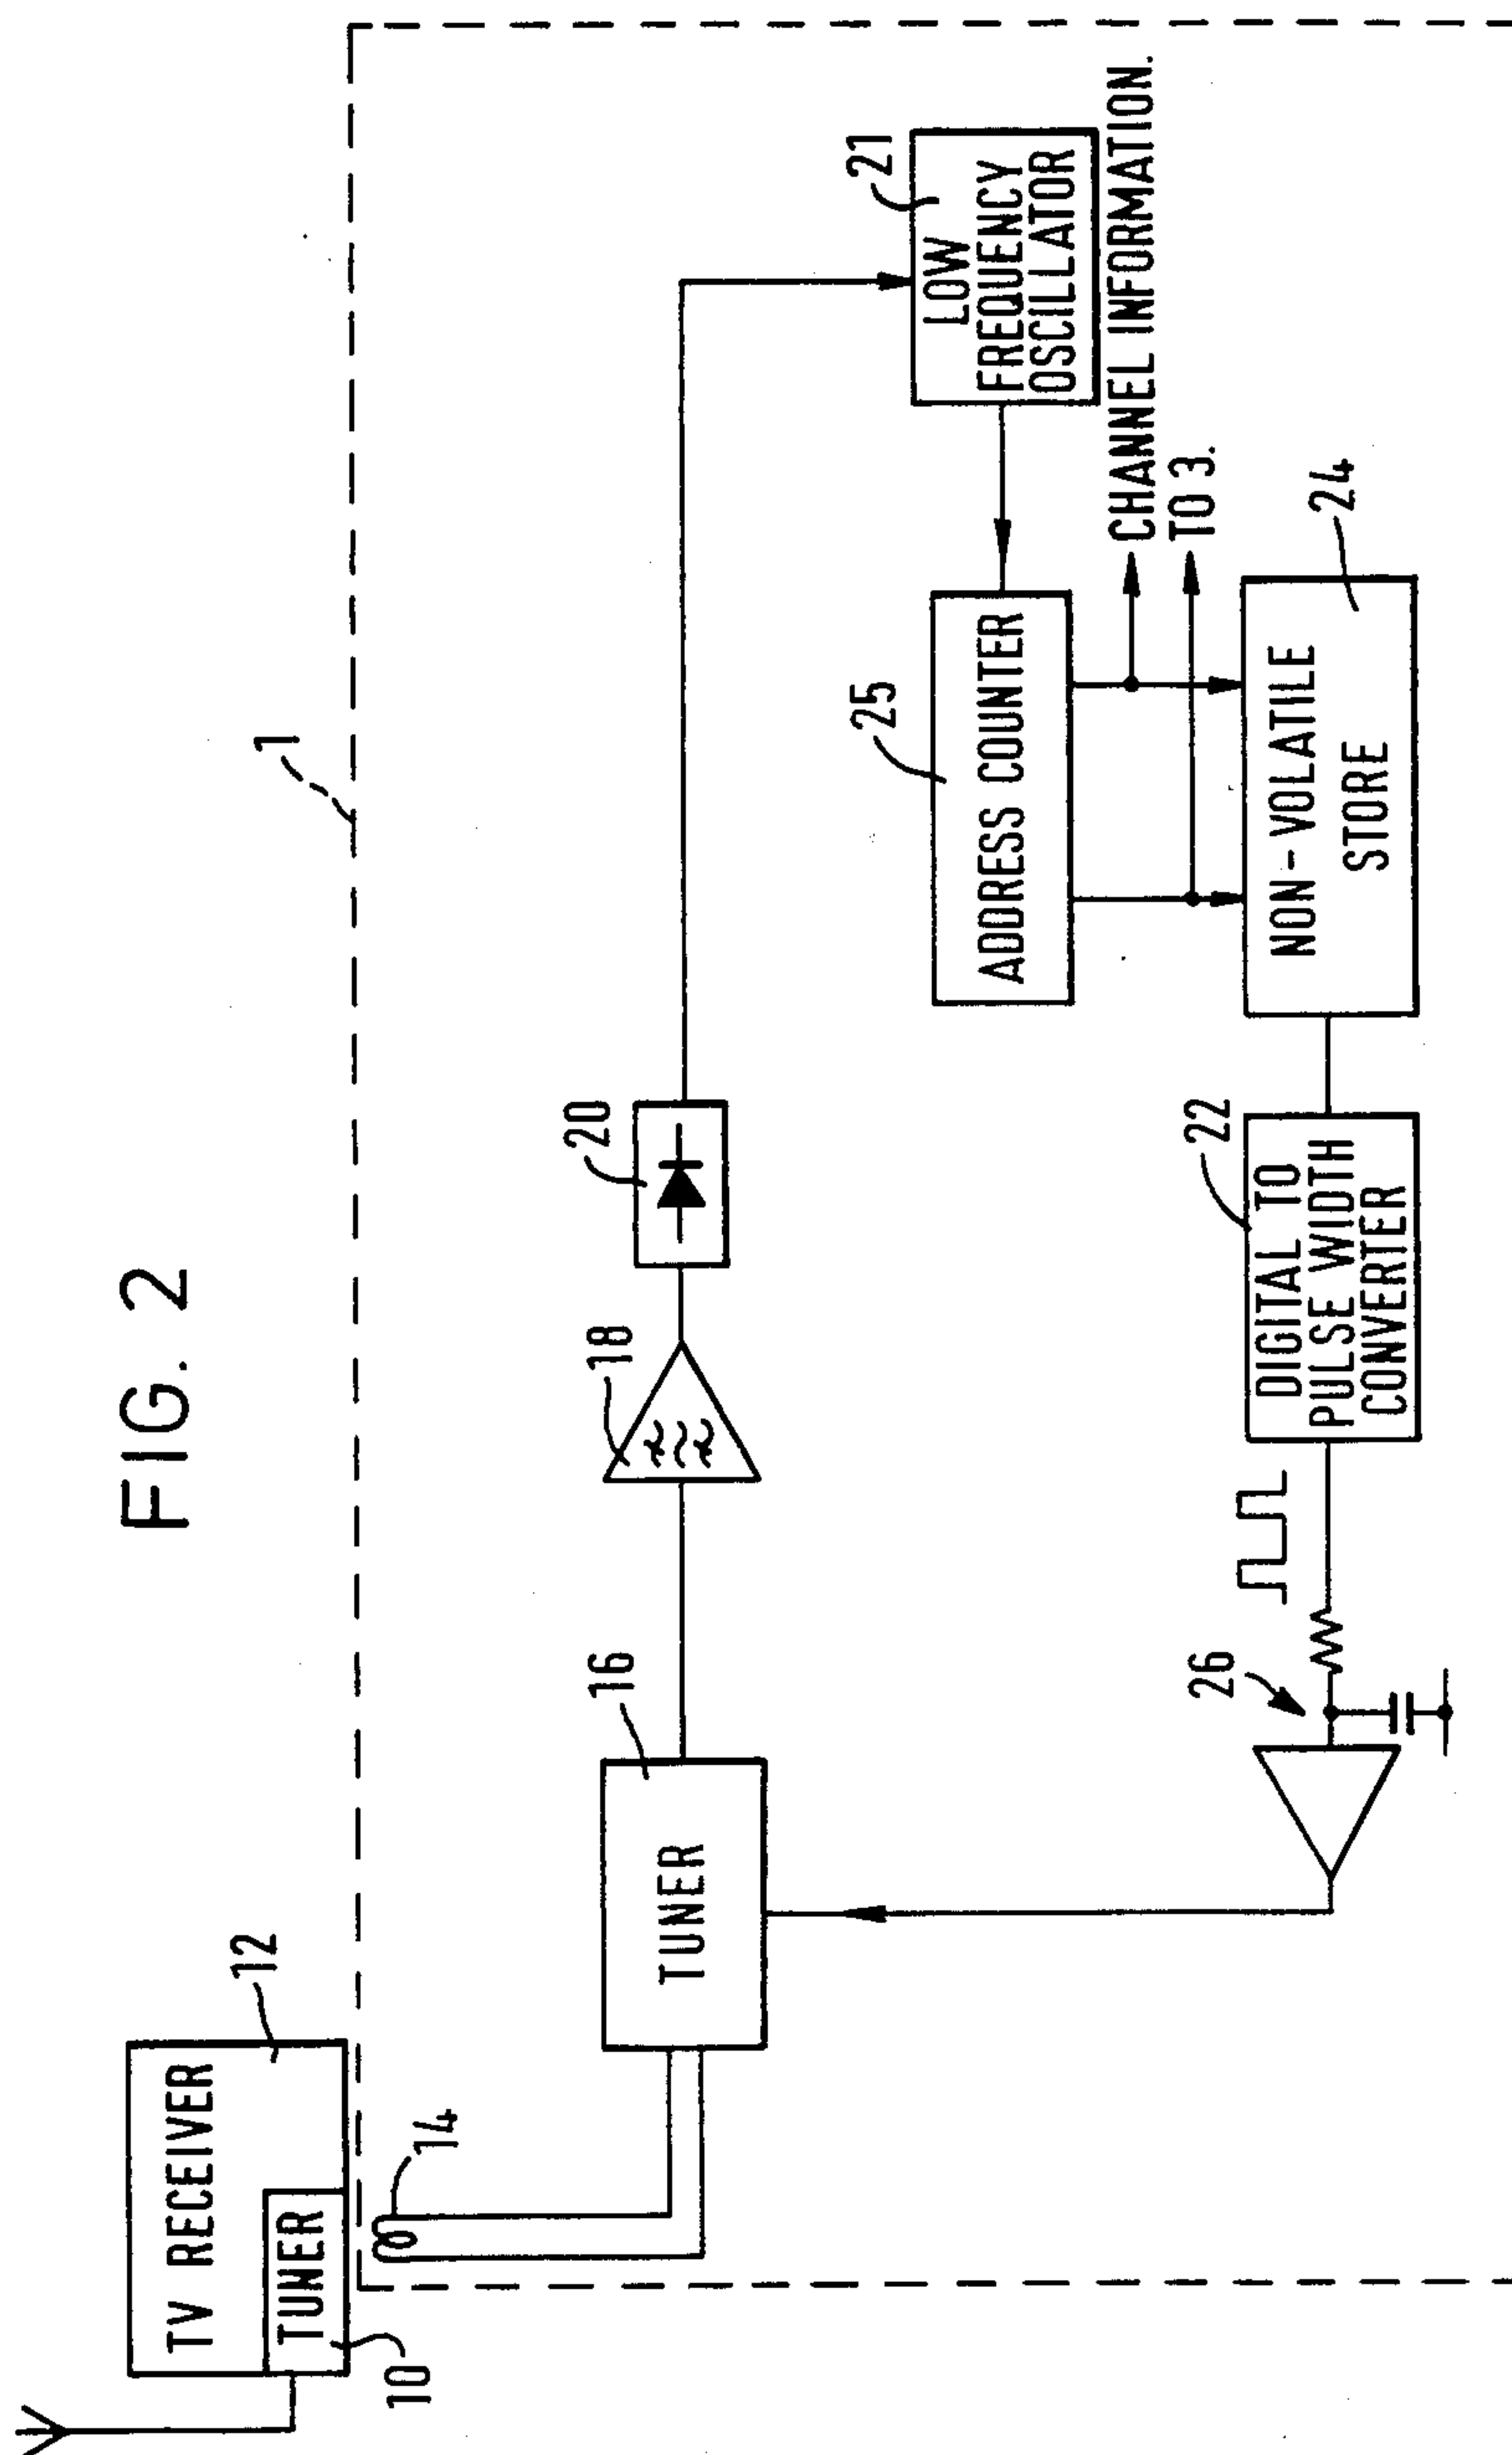 FIG. 2
1
TV RECEIVER
12
TUNER
10
14
TUNER
16
18
20
LOW
FREQUENCY
OSCILLATOR
21
ADDRESS COUNTER
25
CHANNEL INFORMATION.
TO 3.
NON-VOLATILE
STORE
24
DIGITAL TO
PULSE WIDTH
CONVERTER
22
26